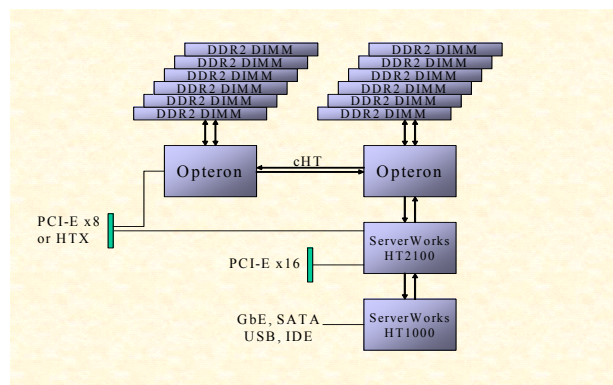 DDR2 DIMM
DDR2 DIMM
DDR2 DIMM
DDR2 DIMM
DDR2 DIMM
DDR2 DIMM
DDR2 DIMM
DDR2 DIMM
DDR2 DIMM
DDR2 DIMM
DDR2 DIMM
DDR2 DIMM
Opteron
cHT
Opteron
PCI-E x8
or HTX
ServerWorks
HT2100
PCI-E x16
GbE, SATA
USB, IDE
ServerWorks
HT1000